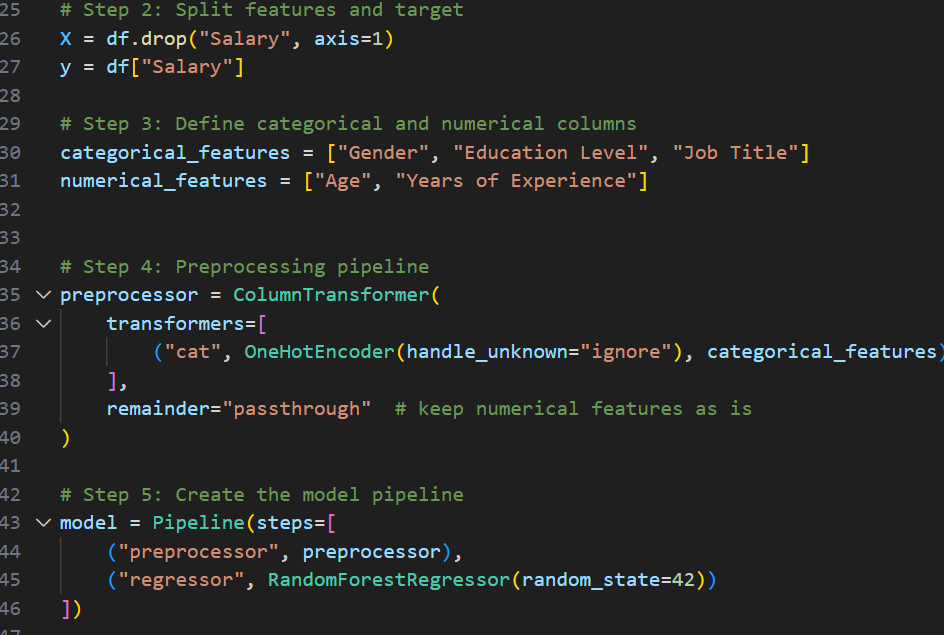 25 # Step 2: Split features and target
26 X = df.drop("Salary", axis=1)
27 y = df["Salary"]
28
29 # Step 3: Define categorical and numerical columns
30 categorical_features = ["Gender", "Education Level", "Job Title"]
31 numerical_features = ["Age", "Years of Experience"]
32
33
34 # Step 4: Preprocessing pipeline
35 preprocessor = ColumnTransformer(
36     transformers=[
37         ("cat", OneHotEncoder(handle_unknown="ignore"), categorical_features)
38     ],
39     remainder="passthrough"  # keep numerical features as is
40 )
41
42 # Step 5: Create the model pipeline
43 model = Pipeline(steps=[
44     ("preprocessor", preprocessor),
45     ("regressor", RandomForestRegressor(random_state=42))
46 ])
47